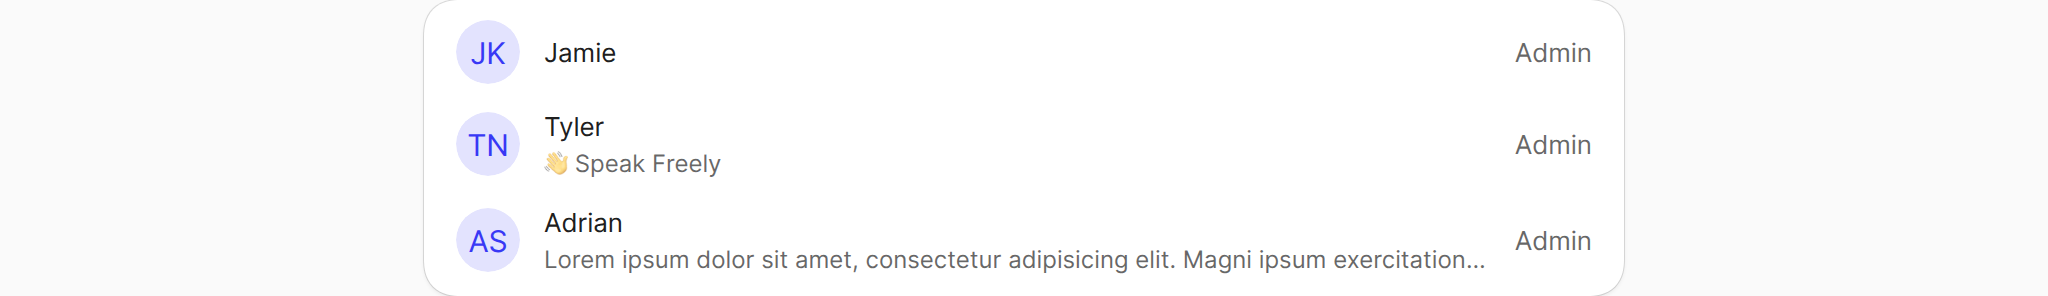 JK Jamie Admin
TN Tyler Admin
👋 Speak Freely
AS Adrian Admin
Lorem ipsum dolor sit amet, consectetur adipisicing elit. Magni ipsum exercitation...